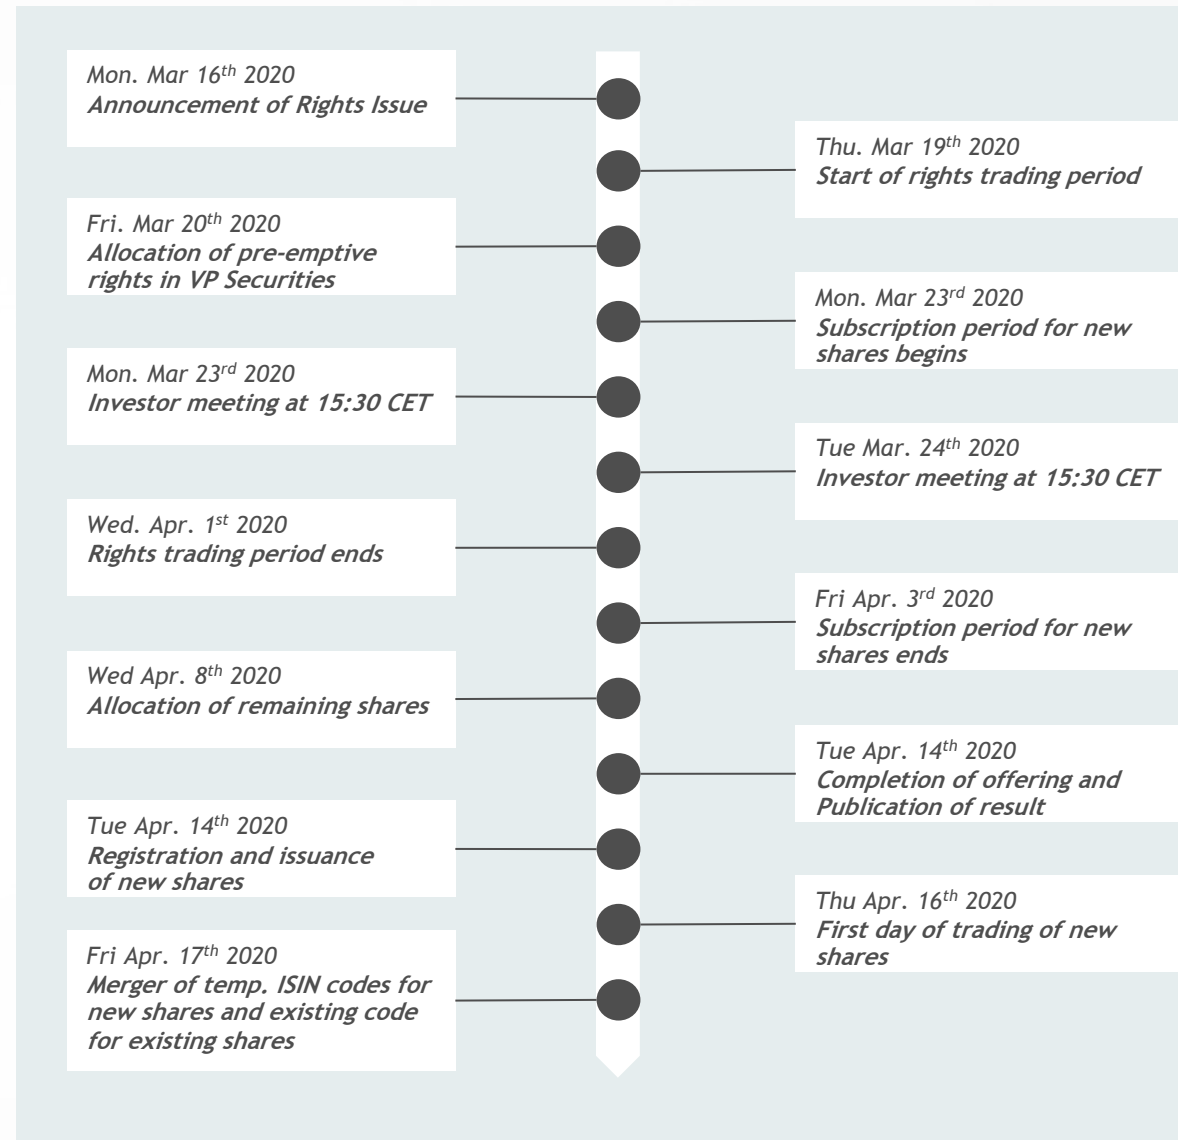 Mon. Mar 16th 2020
Announcement of Rights Issue
Thu. Mar 19th 2020
Start of rights trading period
Fri. Mar 20th 2020
Allocation of pre-emptive
rights in VP Securities
Mon. Mar 23rd 2020
Subscription period for new
shares begins
Mon. Mar 23rd 2020
Investor meeting at 15:30 CET
Tue Mar. 24th 2020
Investor meeting at 15:30 CET
Wed. Apr. 1st 2020
Rights trading period ends
Fri Apr. 3rd 2020
Subscription period for new
shares ends
Wed Apr. 8th 2020
Allocation of remaining shares
Tue Apr. 14th 2020
Completion of offering and
Publication of result
Tue Apr. 14th 2020
Registration and issuance
of new shares
Thu Apr. 16th 2020
First day of trading of new
shares
Fri Apr. 17th 2020
Merger of temp. ISIN codes for
new shares and existing code
for existing shares